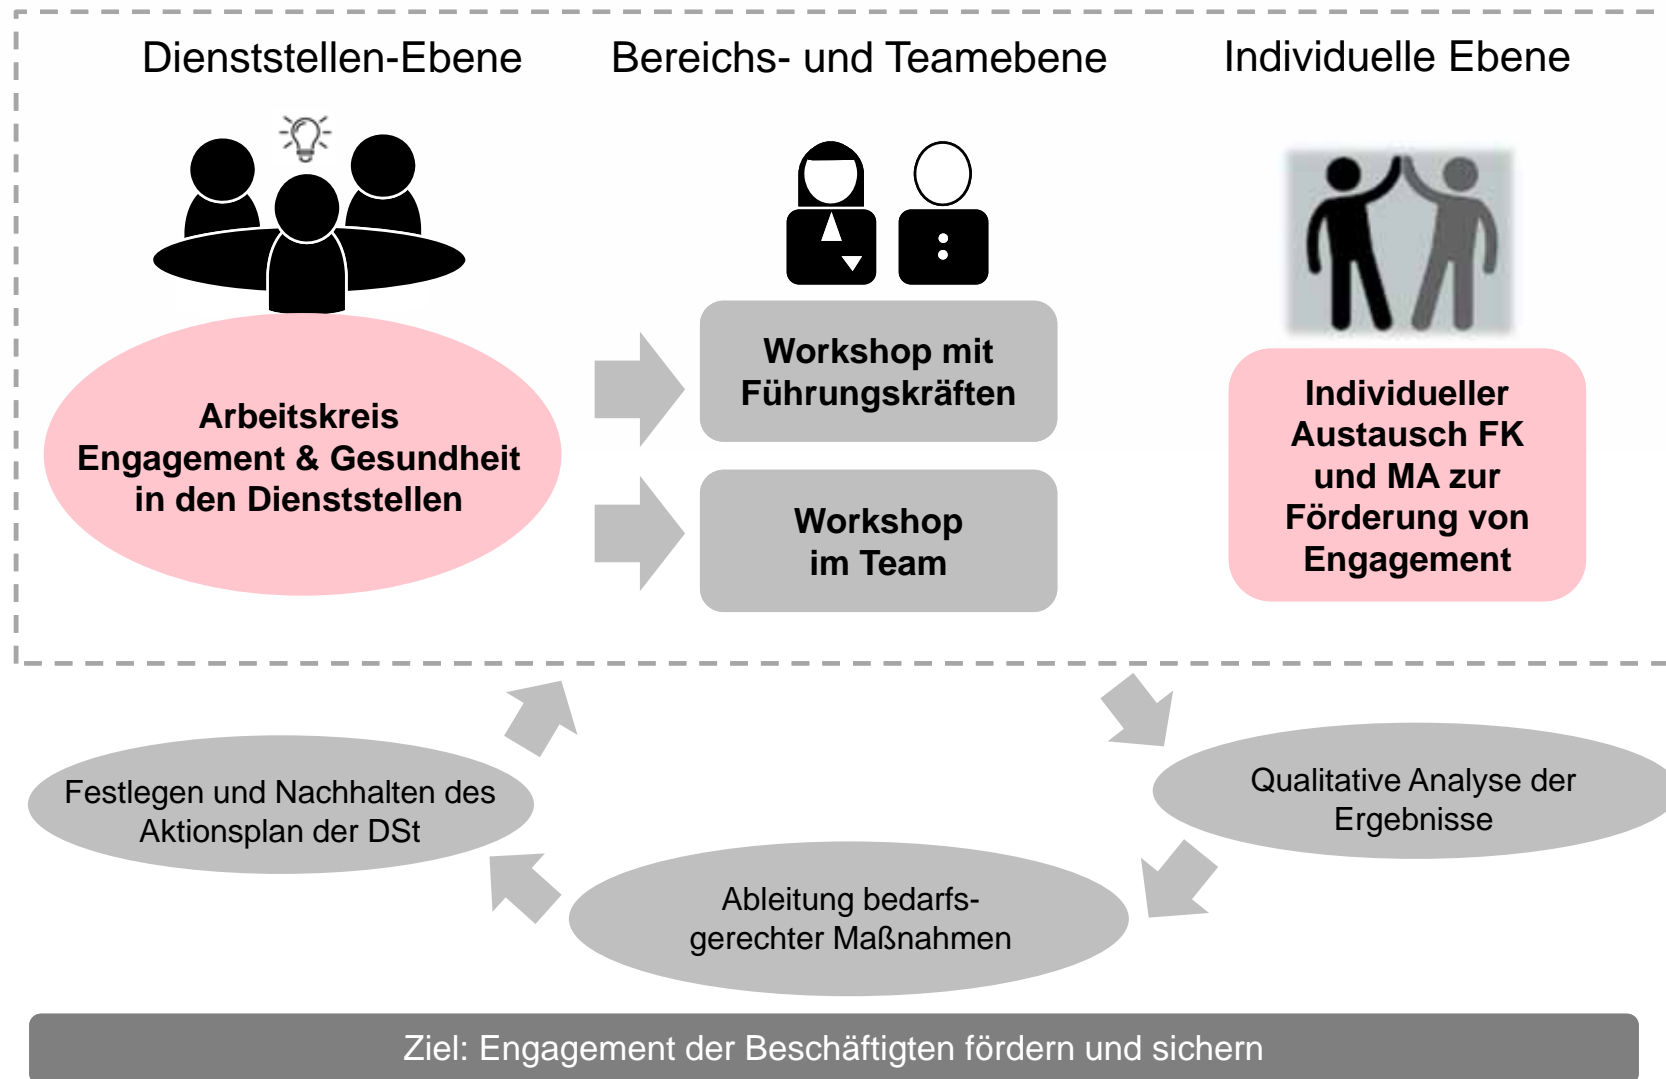 Dienststellen-Ebene
Bereichs- und Teamebene
Individuelle Ebene
Arbeitskreis
Engagement & Gesundheit
in den Dienststellen
Workshop mit
Führungskräften
Workshop
im Team
Individueller
Austausch FK
und MA zur
Förderung von
Engagement
Festlegen und Nachhalten des
Aktionsplan der DSt
Ableitung bedarfs-
gerechter Maßnahmen
Qualitative Analyse der
Ergebnisse
Ziel: Engagement der Beschäftigten fördern und sichern